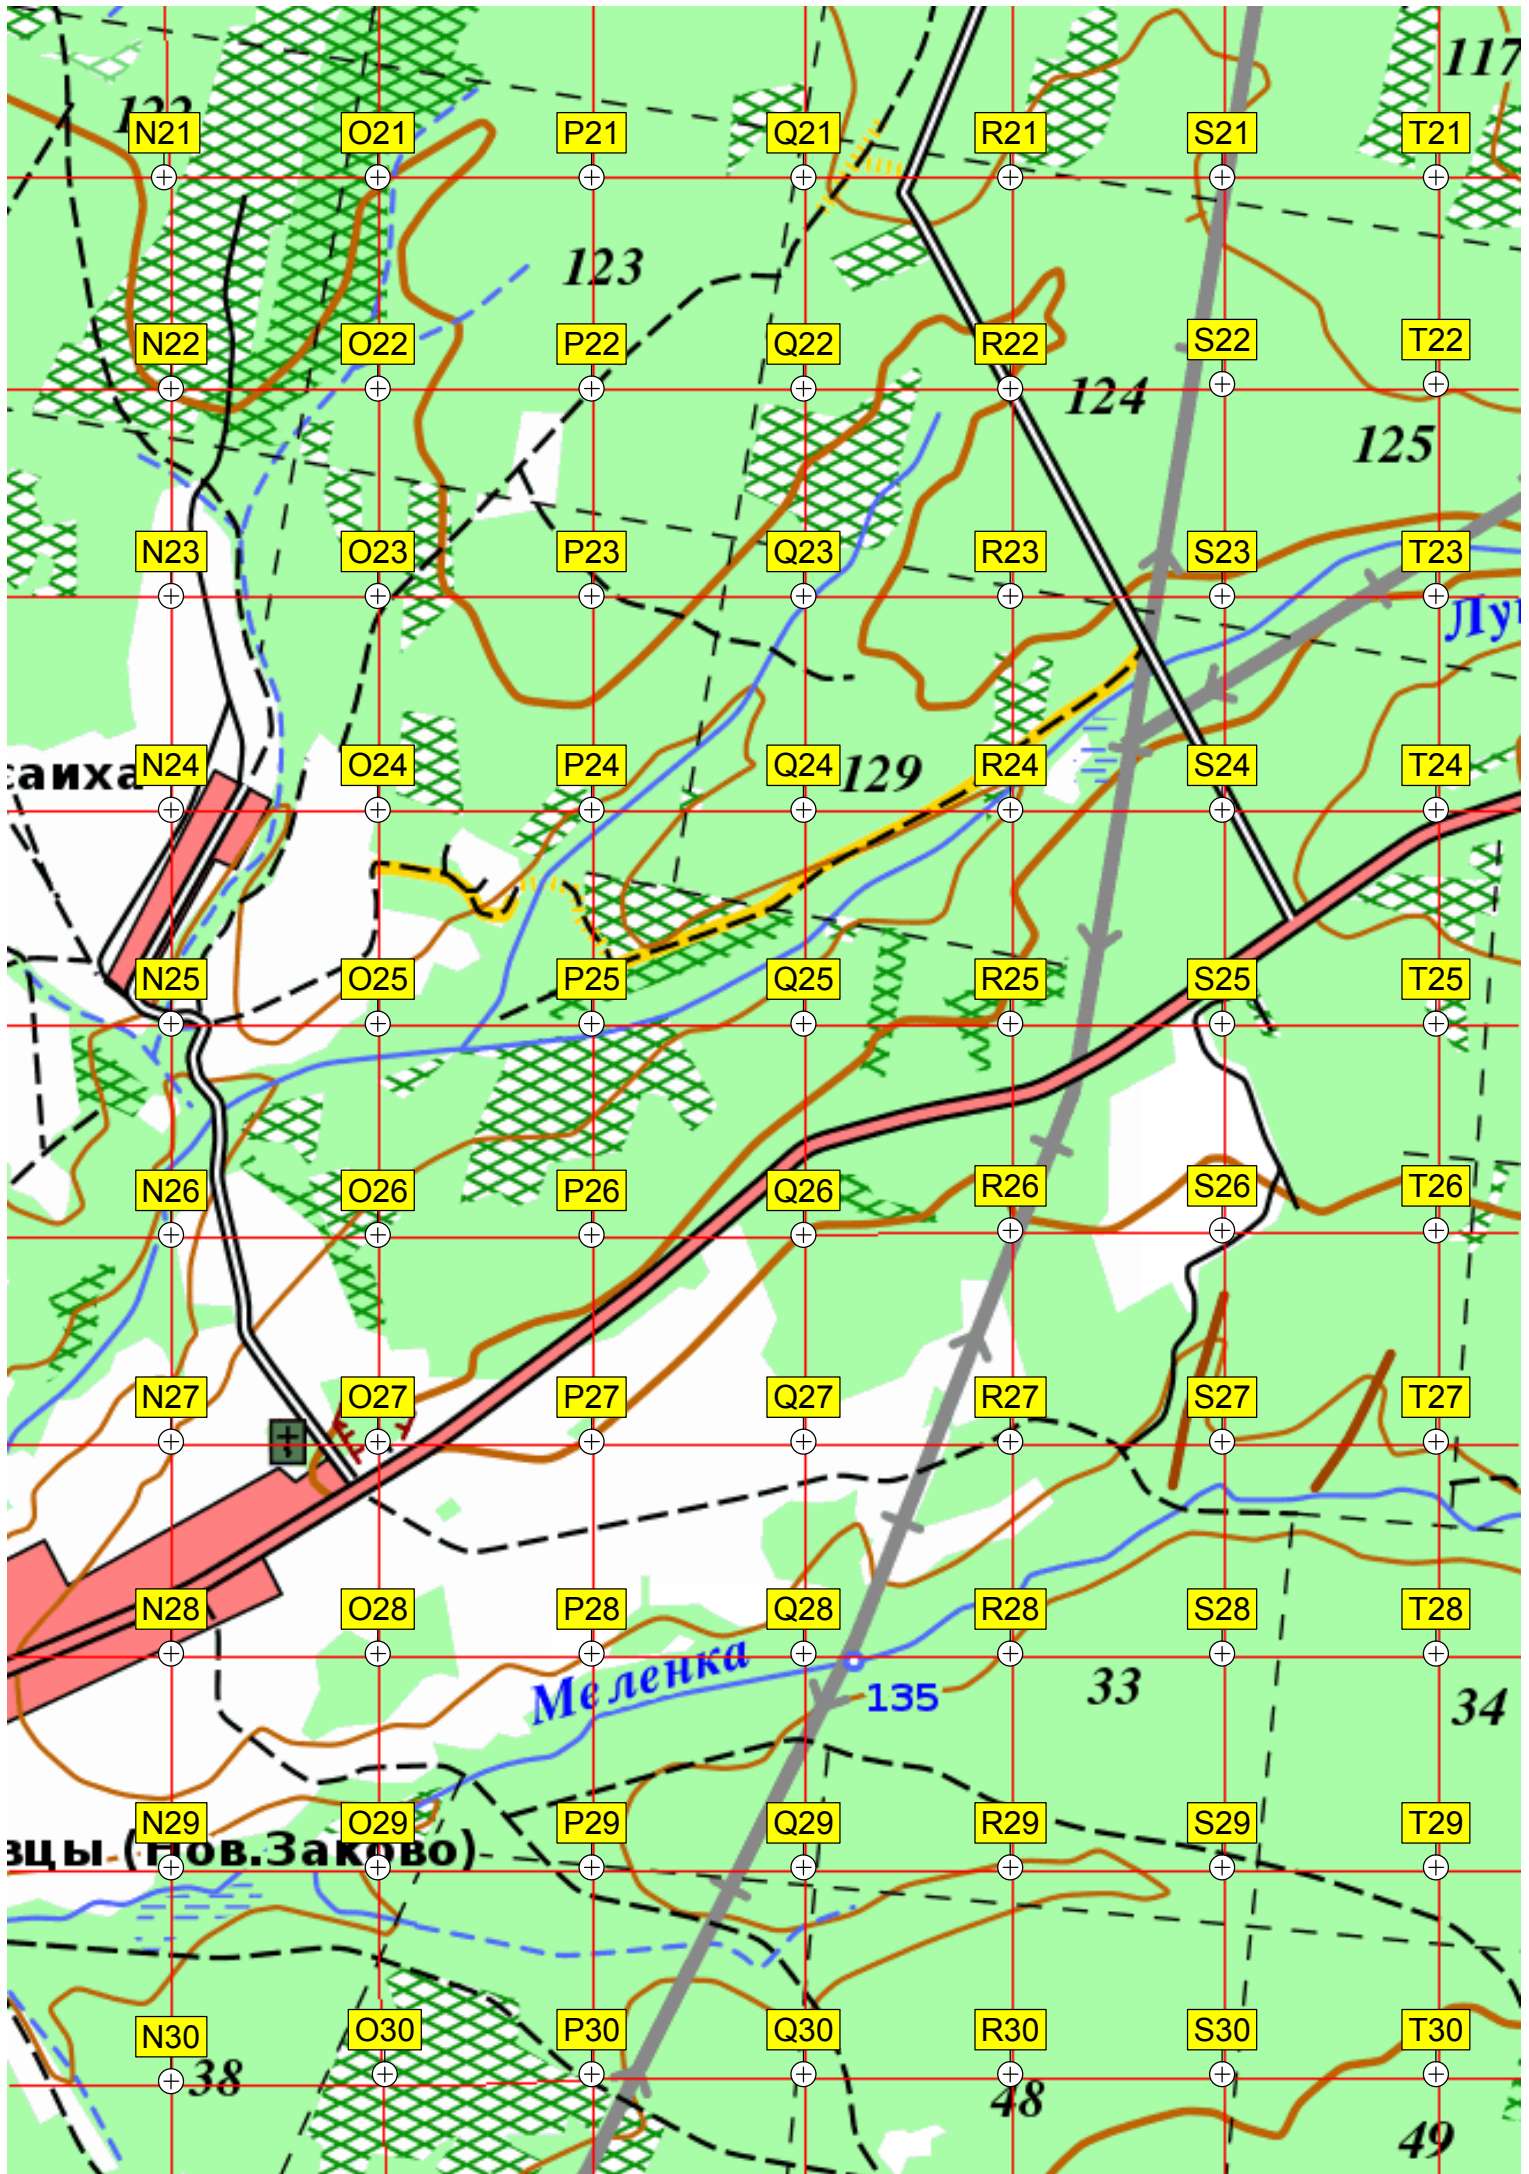 117
122
N21 O21 P21 Q21 R21 S21 T21
123
N22 O22 P22 Q22 R22 S22 T22
124
125
N23 O23 P23 Q23 R23 S23 T23
Лу
саиха N24 O24 P24 Q24 129 R24 S24 T24
N25 O25 P25 Q25 R25 S25 T25
N26 O26 P26 Q26 R26 S26 T26
N27 O27 P27 Q27 R27 S27 T27
N28 O28 P28 Q28 R28 S28 T28
Меленка
135
33
34
N29 O29 P29 Q29 R29 S29 T29
вцы (Нов.Заково)
N30 O30 P30 Q30 R30 S30 T30
38
48
49